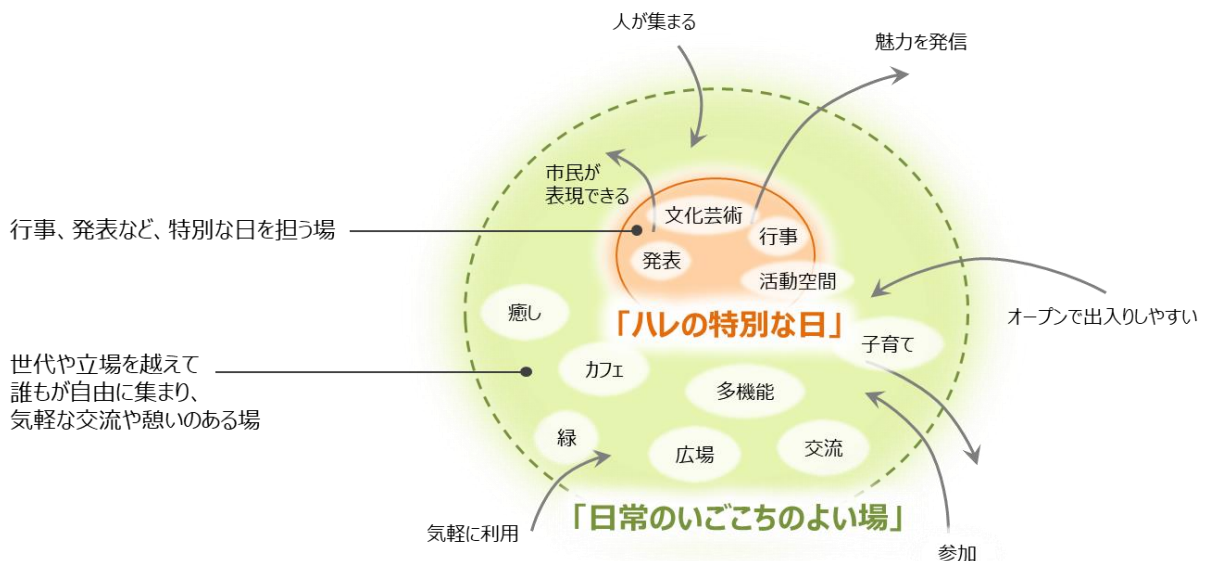 人が集まる
魅力を発信
市民が
表現できる
文化芸術
行事
発表
活動空間
行事、発表など、特別な日を担う場
「ハレの特別な日」
癒し
オープンで出入りしやすい
子育て
世代や立場を越えて
誰もが自由に集まり、
気軽な交流や憩いのある場
カフェ
多機能
緑
広場
交流
「日常のいごこちのよい場」
気軽に利用
参加